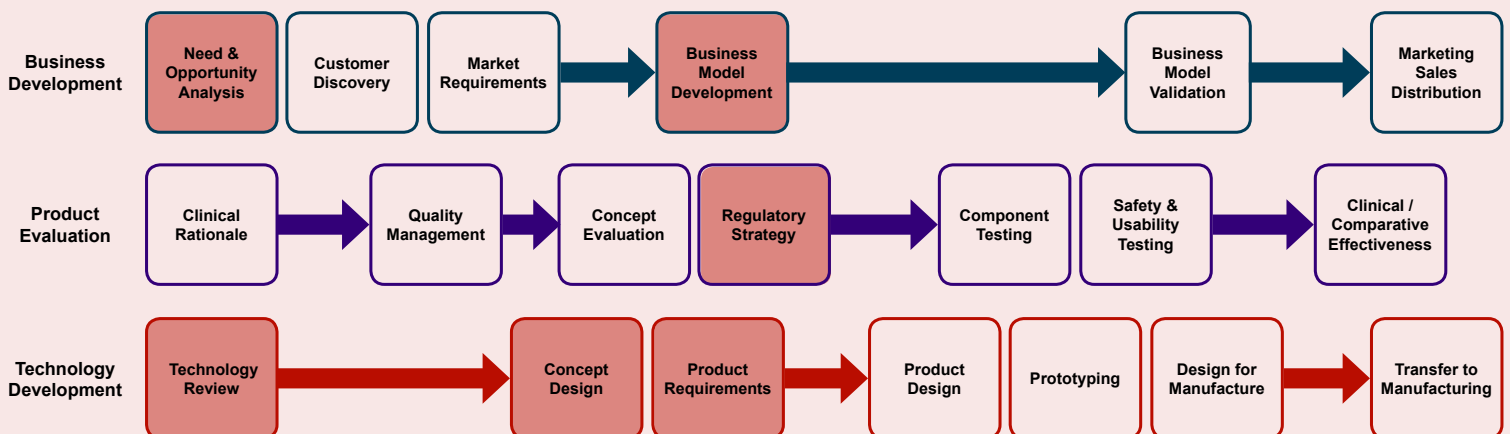 Business
Development
Need &
Opportunity
Analysis
Customer
Discovery
Market
Requirements
Business
Model
Development
Business
Model
Validation
Marketing
Sales
Distribution
Product
Evaluation
Clinical
Rationale
Quality
Management
Concept
Evaluation
Regulatory
Strategy
Component
Testing
Safety &
Usability
Testing
Clinical /
Comparative
Effectiveness
Technology
Development
Technology
Review
Concept
Design
Product
Requirements
Product
Design
Prototyping
Design for
Manufacture
Transfer to
Manufacturing